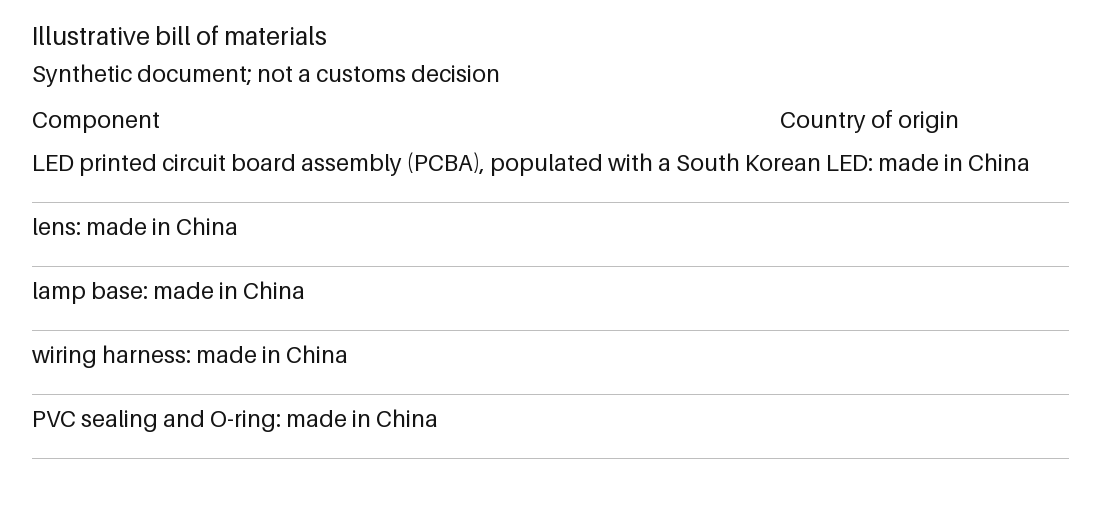 Illustrative bill of materials
Synthetic document; not a customs decision
Component Country of origin
LED printed circuit board assembly (PCBA), populated with a South Korean LED: made in China
lens: made in China
lamp base: made in China
wiring harness: made in China
PVC sealing and O-ring: made in China